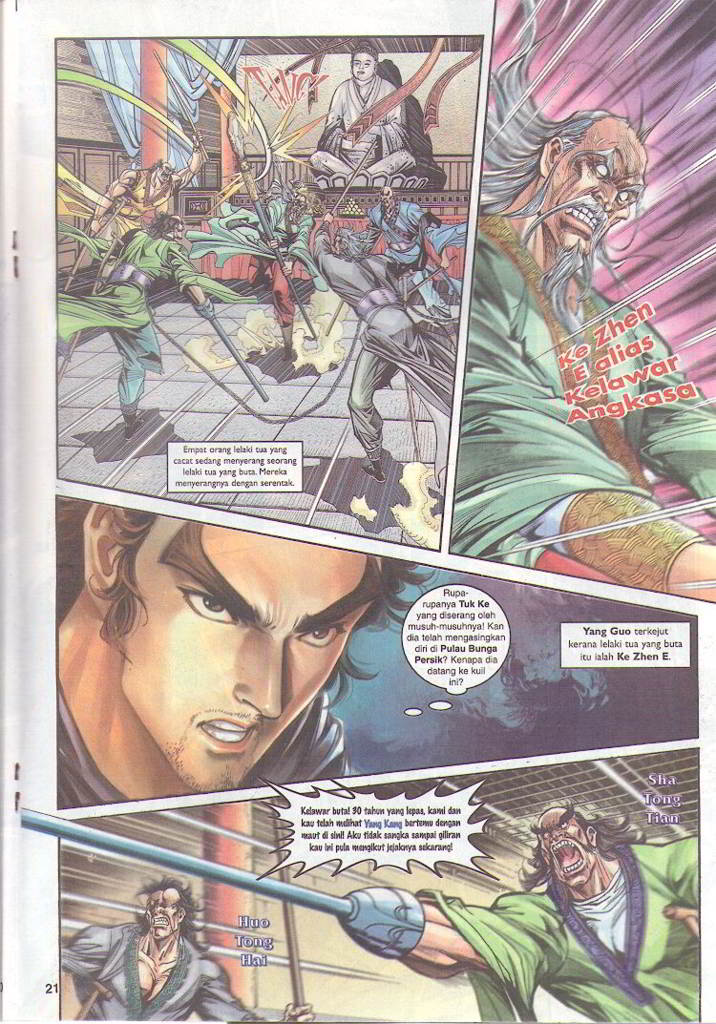 THUK!
Empat orang lelaki tua yang
cacat sedang menyerang seorang
lelaki tua yang buta. Mereka
menyerangnya dengan serentak.
Ke Zhen
E alias
Kelawar
Angkasa
Rupa-
rupanya Tuk Ke
yang diserang oleh
musuh-musuhnya! Kan
dia telah mengasingkan
diri di Pulau Bunga
Persik? Kenapa dia
datang ke kuil
ini?
Yang Guo terkejut
kerana lelaki tua yang buta
itu ialah Ke Zhen E.
Kelawar buta! 30 tahun yang lepas, kami dan
kau telah melihat Yang Kang bertemu dengan
maut di sini! Aku tidak sangka sampai giliran
kau ini pula mengikut jejaknya sekarang!
Sha
Tong
Tian
Huo
Tong
Hai
21